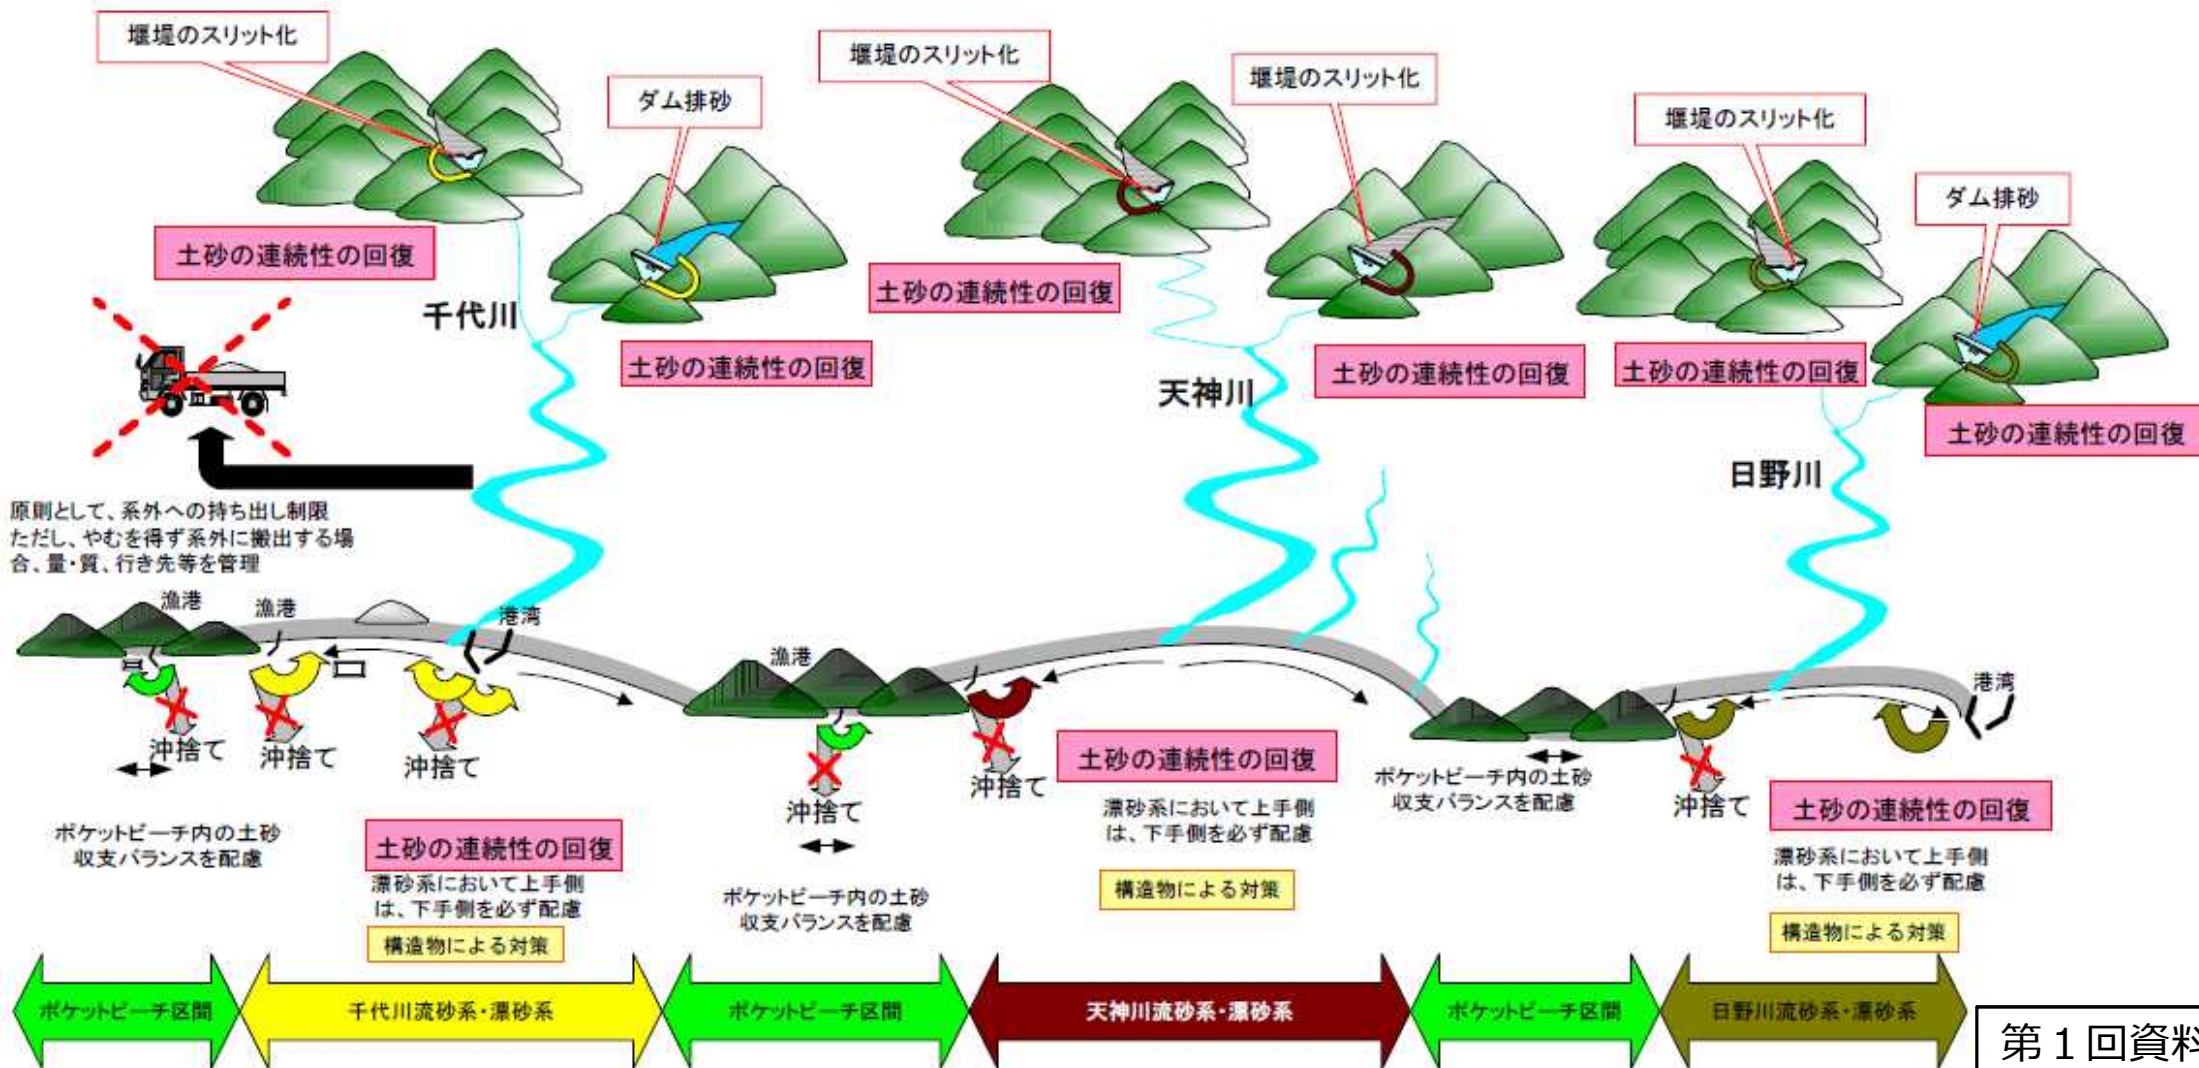 堰堤のスリット化
ダム排砂
堰堤のスリット化
堰堤のスリット化
堰堤のスリット化
ダム排砂
土砂の連続性の回復
土砂の連続性の回復
土砂の連続性の回復
土砂の連続性の回復
土砂の連続性の回復
土砂の連続性の回復
千代川
天神川
日野川
原則として、系外への持ち出し制限
ただし、やむを得ず系外に搬出する場
合、量・質、行き先等を管理
漁港
漁港
港湾
漁港
港湾
沖捨て
沖捨て
沖捨て
沖捨て
沖捨て
沖捨て
ポケットビーチ内の土砂
収支バランスを配慮
土砂の連続性の回復
漂砂系において上手側
は、下手側を必ず配慮
構造物による対策
ポケットビーチ内の土砂
収支バランスを配慮
土砂の連続性の回復
漂砂系において上手側
は、下手側を必ず配慮
構造物による対策
ポケットビーチ内の土砂
収支バランスを配慮
土砂の連続性の回復
漂砂系において上手側
は、下手側を必ず配慮
構造物による対策
ポケットビーチ区間
千代川流砂系・漂砂系
ポケットビーチ区間
天神川流砂系・漂砂系
ポケットビーチ区間
日野川流砂系・漂砂系
第1回資料